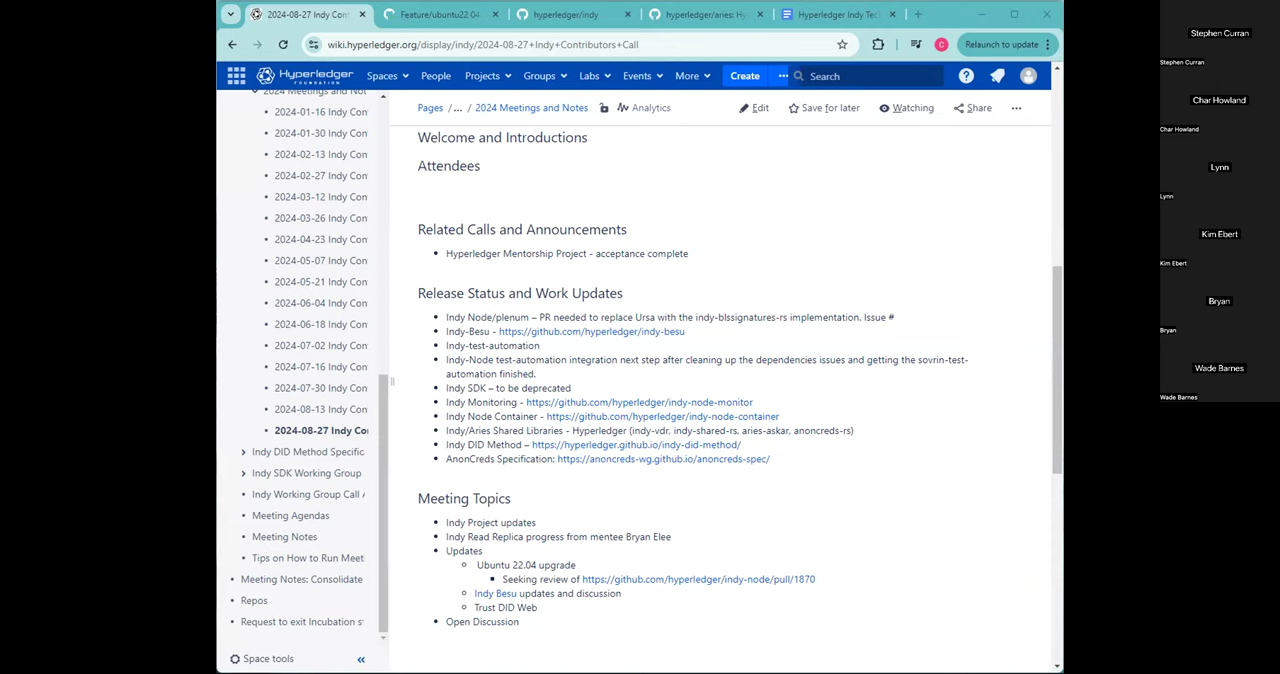 2024-08-27 Indy Con
Feature/ubuntu22 04
hyperledger/indy
hyperledger/aries: Hy
Hyperledger Indy Tec
wiki.hyperledger.org/display/indy/2024-08-27+Indy+Contributors+Call
Relaunch to update
C
HYPERLEDGER FOUNDATION
Spaces
People
Projects
Groups
Labs
Events
More
Create
Search
2024 Meetings and Not
2024-01-16 Indy Con
2024-01-30 Indy Con
2024-02-13 Indy Con
2024-02-27 Indy Con
2024-03-12 Indy Con
2024-03-26 Indy Con
2024-04-23 Indy Con
2024-05-07 Indy Con
2024-05-21 Indy Con
2024-06-04 Indy Con
2024-06-18 Indy Con
2024-07-02 Indy Con
2024-07-16 Indy Con
2024-07-30 Indy Con
2024-08-13 Indy Con
2024-08-27 Indy Co
Indy DID Method Specific
Indy SDK Working Group
Indy Working Group Call A
Meeting Agendas
Meeting Notes
Tips on How to Run Meet
Meeting Notes: Consolidate
Repos
Request to exit Incubation s
Space tools
Pages /... / 2024 Meetings and Notes
Analytics
Edit
Save for later
Watching
Share
Welcome and Introductions
Attendees
Related Calls and Announcements
Hyperledger Mentorship Project - acceptance complete
Release Status and Work Updates
Indy Node/plenum – PR needed to replace Ursa with the indy-blssignatures-rs implementation. Issue #
Indy-Besu - https://github.com/hyperledger/indy-besu
Indy-test-automation
Indy-Node test-automation integration next step after cleaning up the dependencies issues and getting the sovrin-test-
automation finished.
Indy SDK – to be deprecated
Indy Monitoring - https://github.com/hyperledger/indy-node-monitor
Indy Node Container - https://github.com/hyperledger/indy-node-container
Indy/Aries Shared Libraries - Hyperledger (indy-vdr, indy-shared-rs, aries-askar, anoncreds-rs)
Indy DID Method – https://hyperledger.github.io/indy-did-method/
AnonCreds Specification: https://anoncreds-wg.github.io/anoncreds-spec/
Meeting Topics
Indy Project updates
Indy Read Replica progress from mentee Bryan Elee
Updates
Ubuntu 22.04 upgrade
Seeking review of https://github.com/hyperledger/indy-node/pull/1870
Indy Besu updates and discussion
Trust DID Web
Open Discussion
Stephen Curran
Stephen Curran
Char Howland
Char Howland
Lynn
Lynn
Kim Ebert
Kim Ebert
Bryan
Bryan
Wade Barnes
Wade Barnes